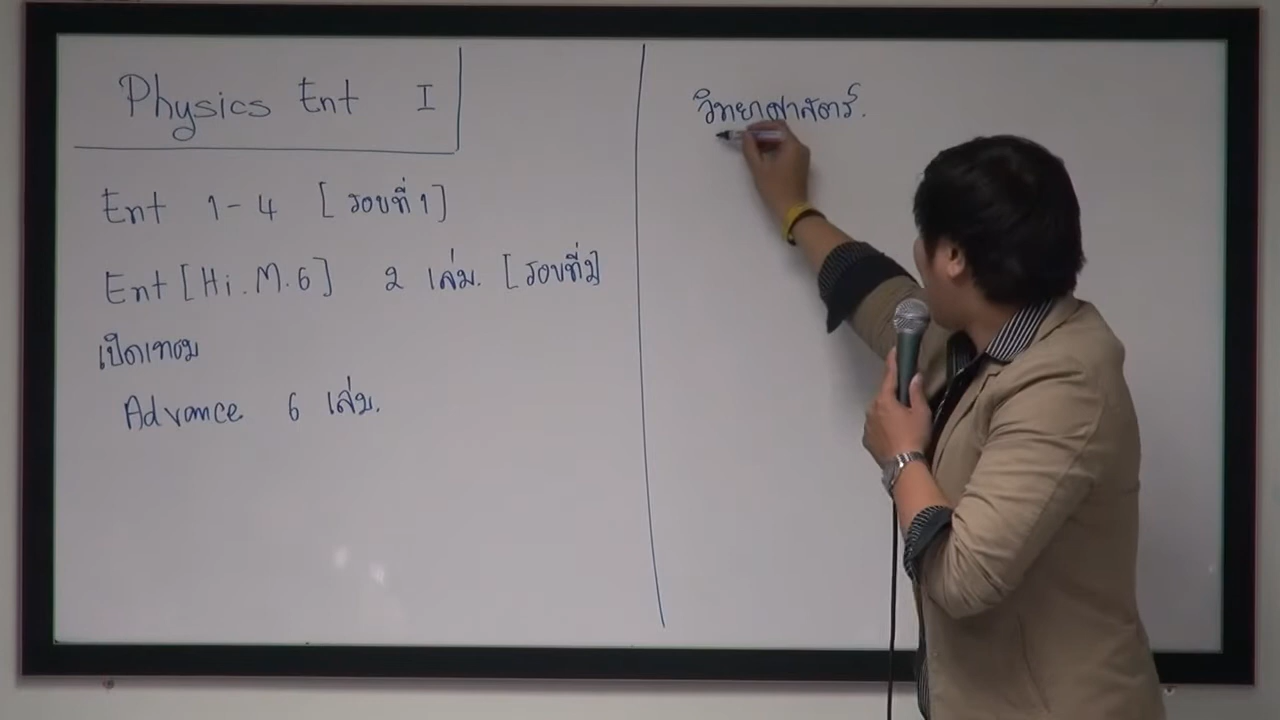 Physics Ent I
Ent 1-4 [รอบที่ 1]
Ent [Hi. M.6] 2 เล่ม. [รอบที่2]
เปิดเทอม
Advance 6 เล่ม.
วิทยาศาสตร์.